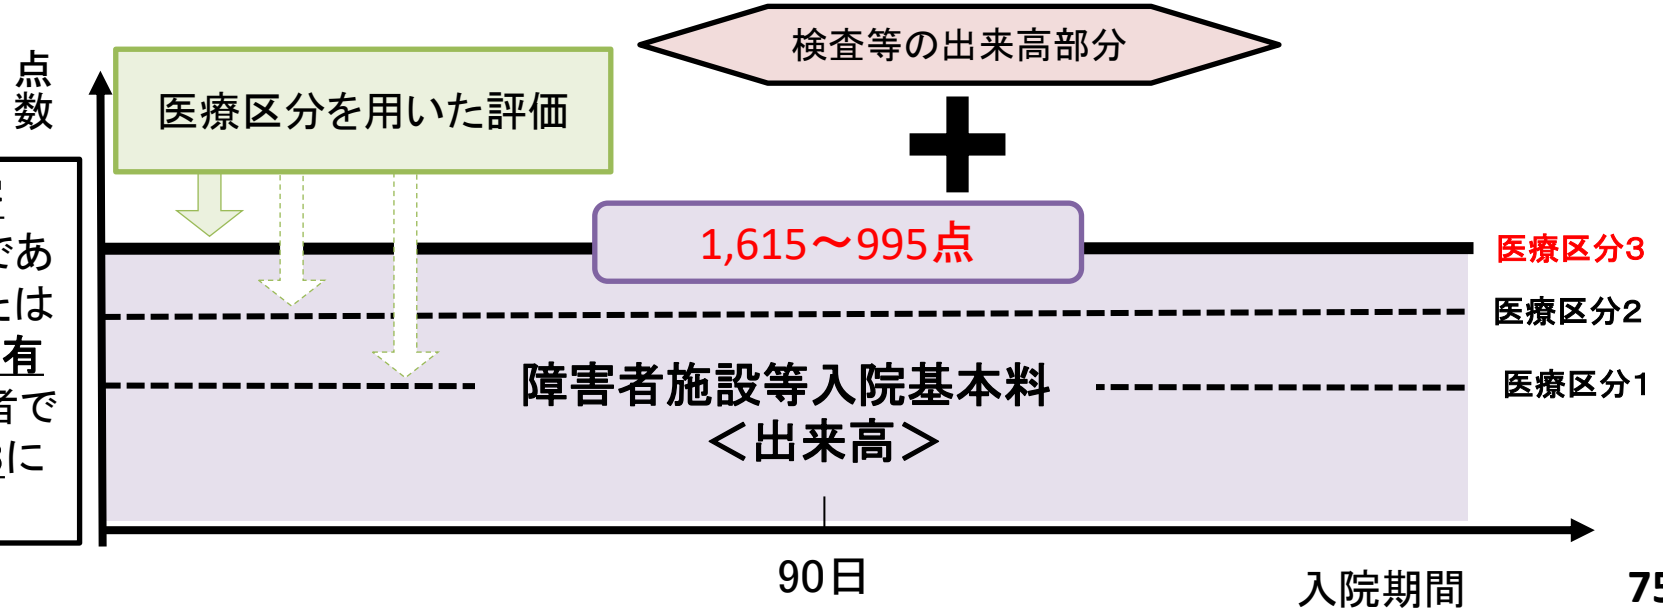 検査等の出来高部分
点数
医療区分を用いた評価
であ
たは
有
者で
に
1,615～995点
医療区分3
医療区分2
医療区分1
障害者施設等入院基本料
＜出来高＞
90日
入院期間
75